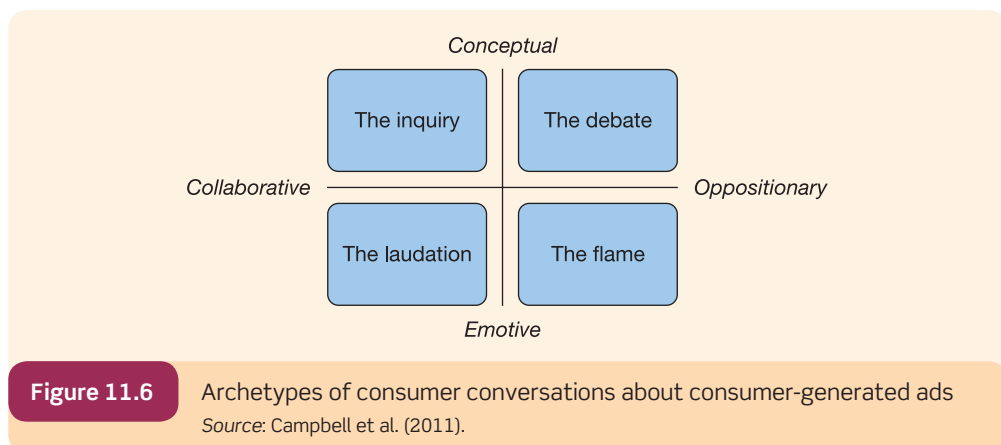 Conceptual
The inquiry
The debate
Collaborative
Oppositionary
The laudation
The flame
Emotive
Figure 11.6
Archetypes of consumer conversations about consumer-generated ads
Source: Campbell et al. (2011).